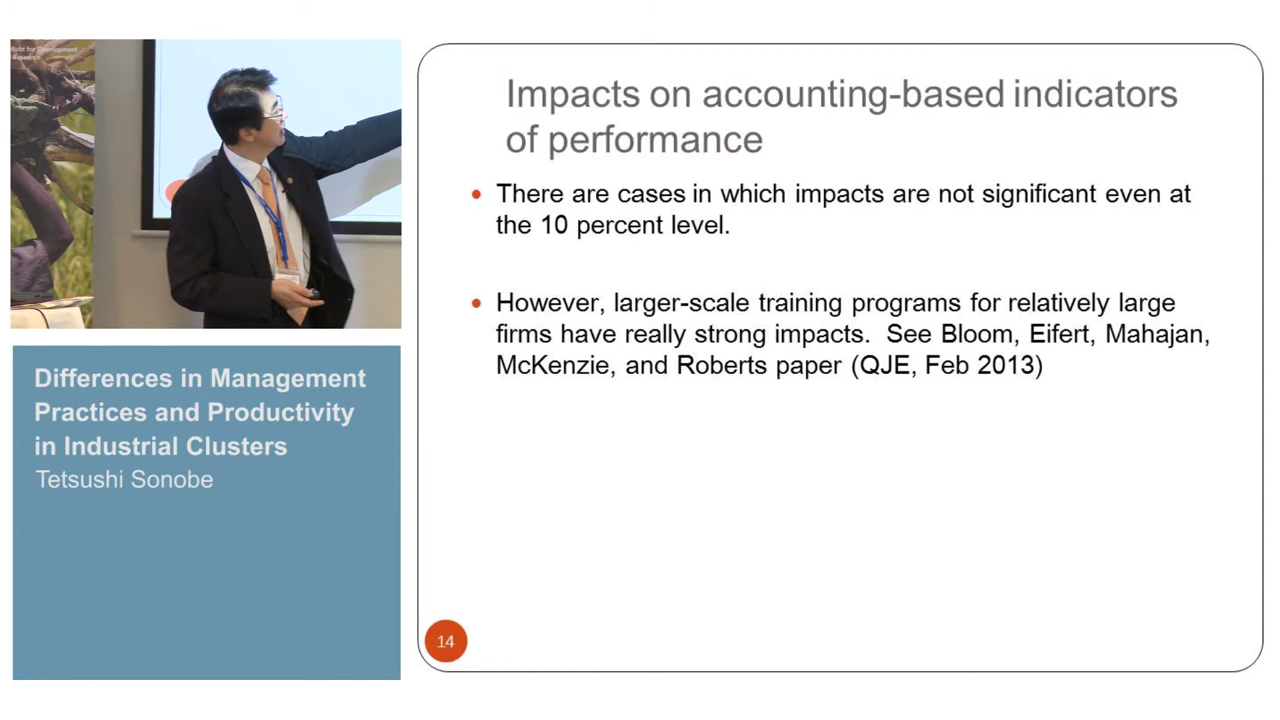 Impacts on accounting-based indicators
of performance
• There are cases in which impacts are not significant even at
the 10 percent level.
• However, larger-scale training programs for relatively large
firms have really strong impacts. See Bloom, Eifert, Mahajan,
McKenzie, and Roberts paper (QJE, Feb 2013)
14
Differences in Management
Practices and Productivity
in Industrial Clusters
Tetsushi Sonobe
for Development